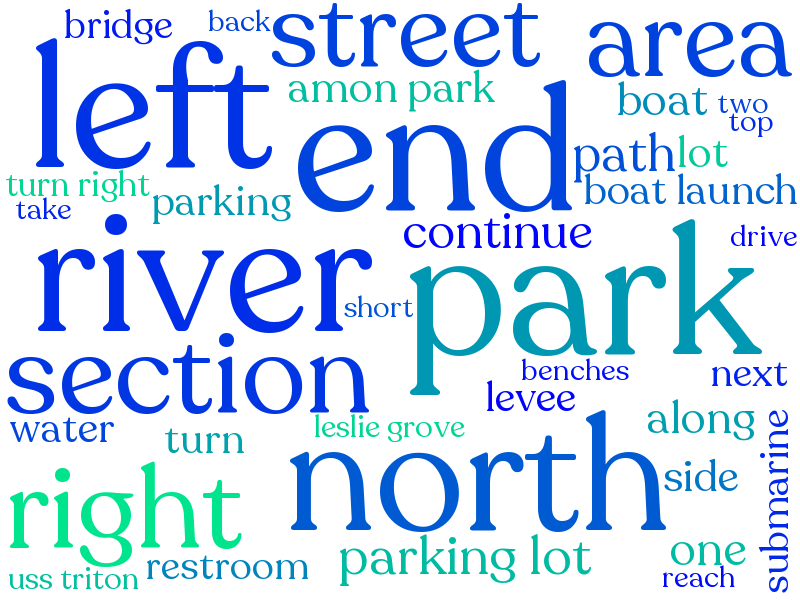 bridge
back
street
area
left
amon park
boat
two
top
end
path
lot
turn right
boat launch
take
parking
continue
drive
river
park
short
section
benches
next
levee
water
turn
leslie grove
along
north
submarine
right
side
parking lot
one
restroom
uss triton
reach